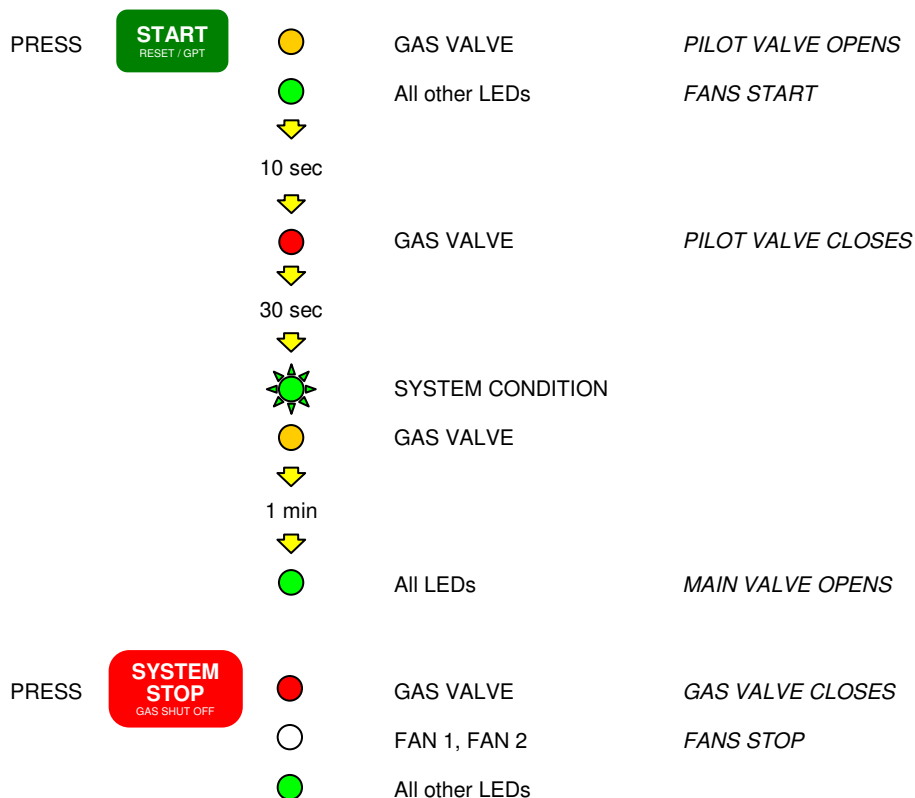 PRESS START GAS VALVE PILOT VALVE OPENS
RESET / GPT
All other LEDs FANS START
10 sec
GAS VALVE PILOT VALVE CLOSES
30 sec
SYSTEM CONDITION
GAS VALVE
1 min
All LEDs MAIN VALVE OPENS
PRESS SYSTEM STOP GAS VALVE GAS VALVE CLOSES
GAS SHUT OFF
FAN 1, FAN 2 FANS STOP
All other LEDs